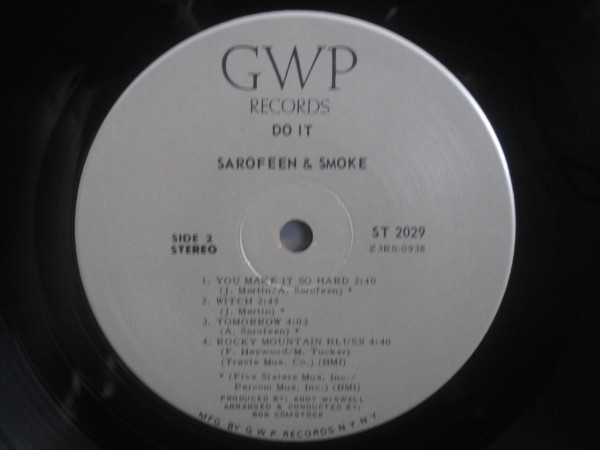 GWP
RECORDS
DO IT
SAROFEEN & SMOKE
SIDE 2
STEREO
ST 2029
Z3RS-0938
1. YOU MAKE IT SO HARD 2:40
(J. Martin/A. Sarofeen) *
2. WITCH 2:45
(J. Martin) *
3. TOMORROW 4:03
(A. Sarofeen) *
4. ROCKY MOUNTAIN BLUES 4:40
(F. Haywood/M. Tucker)
(Travis Mus. Co.) (BMI)
* (Five Sisters Mus. Inc./
Percom Mus. Inc.) (BMI)
PRODUCED BY: ANDY WISWELL
ARRANGED & CONDUCTED BY:
BOB COMSTOCK
MFG. BY G.W.P. RECORDS N.Y. N.Y.